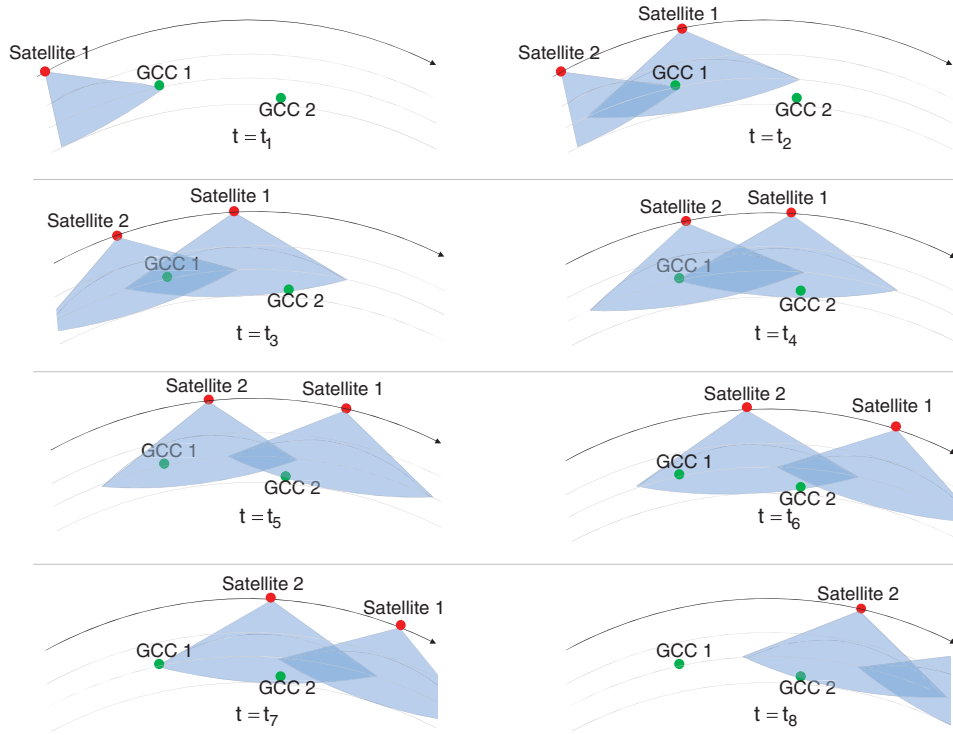 Satellite 1
GCC 1
GCC 2
t = t1
Satellite 1
Satellite 2
GCC 1
GCC 2
t = t2
Satellite 1
Satellite 2
GCC 1
GCC 2
t = t3
Satellite 2
Satellite 1
GCC 1
GCC 2
t = t4
Satellite 2
Satellite 1
GCC 1
GCC 2
t = t5
Satellite 2
Satellite 1
GCC 1
GCC 2
t = t6
Satellite 2
Satellite 1
GCC 1
GCC 2
t = t7
Satellite 2
GCC 1
GCC 2
t = t8